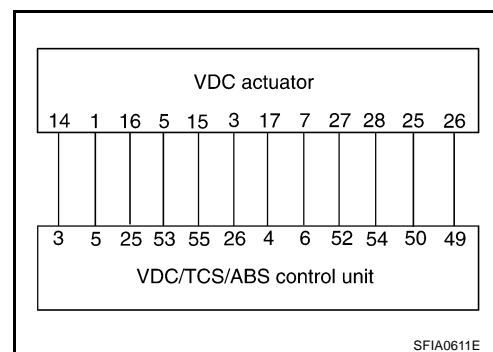 VDC actuator
14 1 16 5 15 3 17 7 27 28 25 26
3 5 25 53 55 26 4 6 52 54 50 49
VDC/TCS/ABS control unit
SFIA0611E